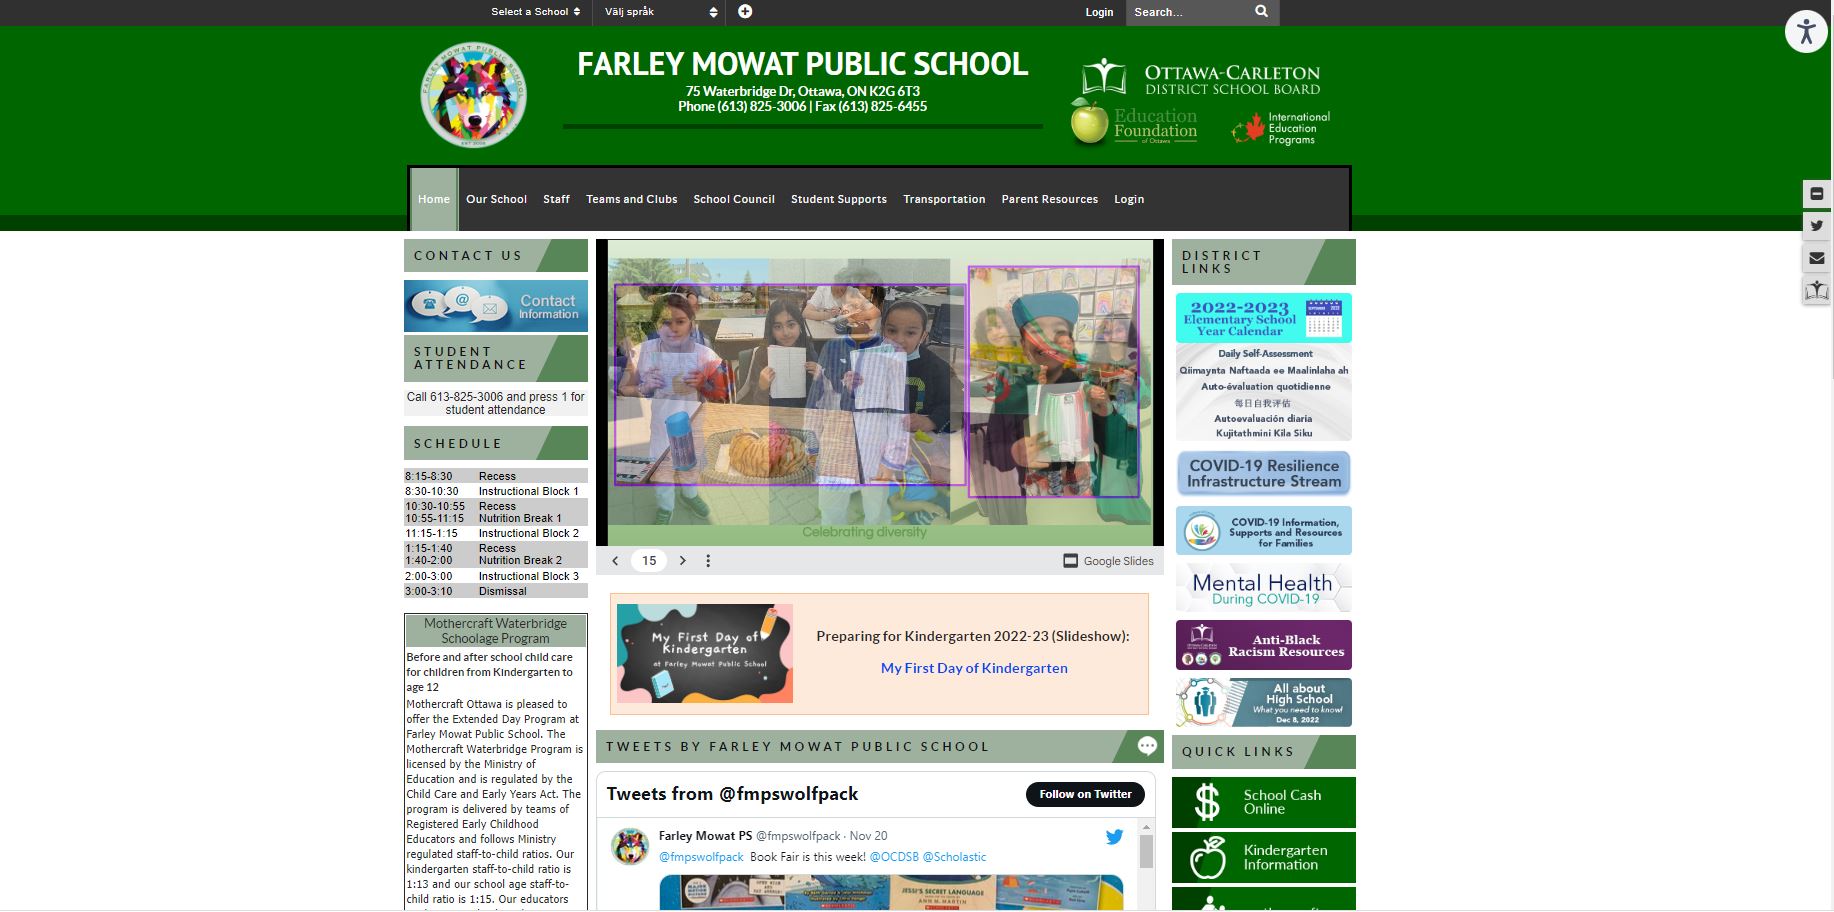 Select a School
Välj språk
Login
Search...
FARLEY MOWAT PUBLIC SCHOOL
FARLEY MOWAT PUBLIC SCHOOL
75 Waterbridge Dr, Ottawa, ON K2G 6T3
Phone (613) 825-3006 | Fax (613) 825-6455
OTTAWA-CARLETON
DISTRICT SCHOOL BOARD
Education
Foundation
of Ottawa
International
Education
Programs
Home
Our School
Staff
Teams and Clubs
School Council
Student Supports
Transportation
Parent Resources
Login
CONTACT US
Contact
Information
STUDENT
ATTENDANCE
Call 613-825-3006 and press 1 for
student attendance
SCHEDULE
8:15-8:30 Recess
8:30-10:30 Instructional Block 1
10:30-10:55 Recess
10:55-11:15 Nutrition Break 1
11:15-1:15 Instructional Block 2
1:15-1:40 Recess
1:40-2:00 Nutrition Break 2
2:00-3:00 Instructional Block 3
3:00-3:10 Dismissal
Mothercraft Waterbridge
Schoolage Program
Before and after school child care
for children from Kindergarten to
age 12
Mothercraft Ottawa is pleased to
offer the Extended Day Program at
Farley Mowat Public School. The
Mothercraft Waterbridge Program is
licensed by the Ministry of
Education and is regulated by the
Child Care and Early Years Act. The
program is delivered by teams of
Registered Early Childhood
Educators and follows Ministry
regulated staff-to-child ratios. Our
kindergarten staff-to-child ratio is
1:13 and our school age staff-to-
child ratio is 1:15. Our educators
Celebrating diversity
15
Google Slides
My First Day of
Kindergarten
at Farley Mowat Public School
Preparing for Kindergarten 2022-23 (Slideshow):
My First Day of Kindergarten
TWEETS BY FARLEY MOWAT PUBLIC SCHOOL
Tweets from @fmpswolfpack
Follow on Twitter
Farley Mowat PS @fmpswolfpack · Nov 20
@fmpswolfpack Book Fair is this week! @OCDSB @Scholastic
JESSI'S SECRET LANGUAGE
ANN M. MARTIN
DISTRICT
LINKS
2022-2023
Elementary School
Year Calendar
Daily Self-Assessment
Qiimaynta Naftaada ee Maalinlaha ah
Auto-évaluation quotidienne
每日自我评估
Autoevaluación diaria
Kujitathmini Kila Siku
COVID-19 Resilience
Infrastructure Stream
COVID-19 Information,
Supports and Resources
for Families
Mental Health
During COVID-19
Anti-Black
Racism Resources
All about
High School
What you need to know!
Dec 8, 2022
QUICK LINKS
School Cash
Online
Kindergarten
Information